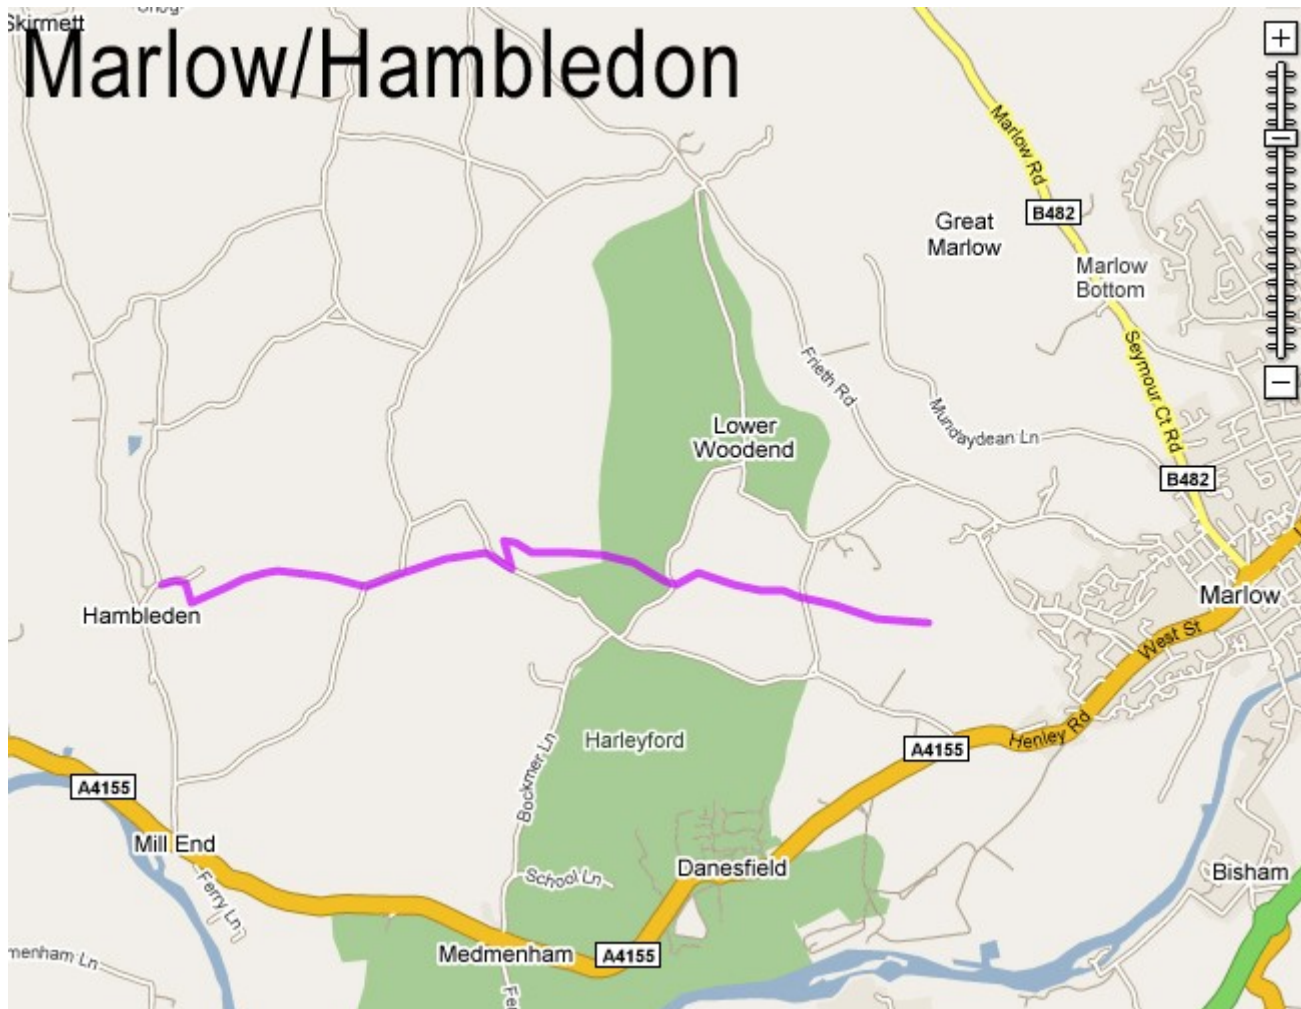 Skirmett
Marlow/Hambledon
Marlow Rd
B482
Great
Marlow
Marlow
Bottom
Seymour Ct Rd
Frieth Rd
Mundaydean Ln
Lower
Woodend
B482
Hambleden
Marlow
West St
Henley Rd
Harleyford
A4155
Bockmer Ln
A4155
Mill End
Danesfield
Bisham
School Ln
Ferry Ln
Medmenham
A4155
menham Ln
Fe